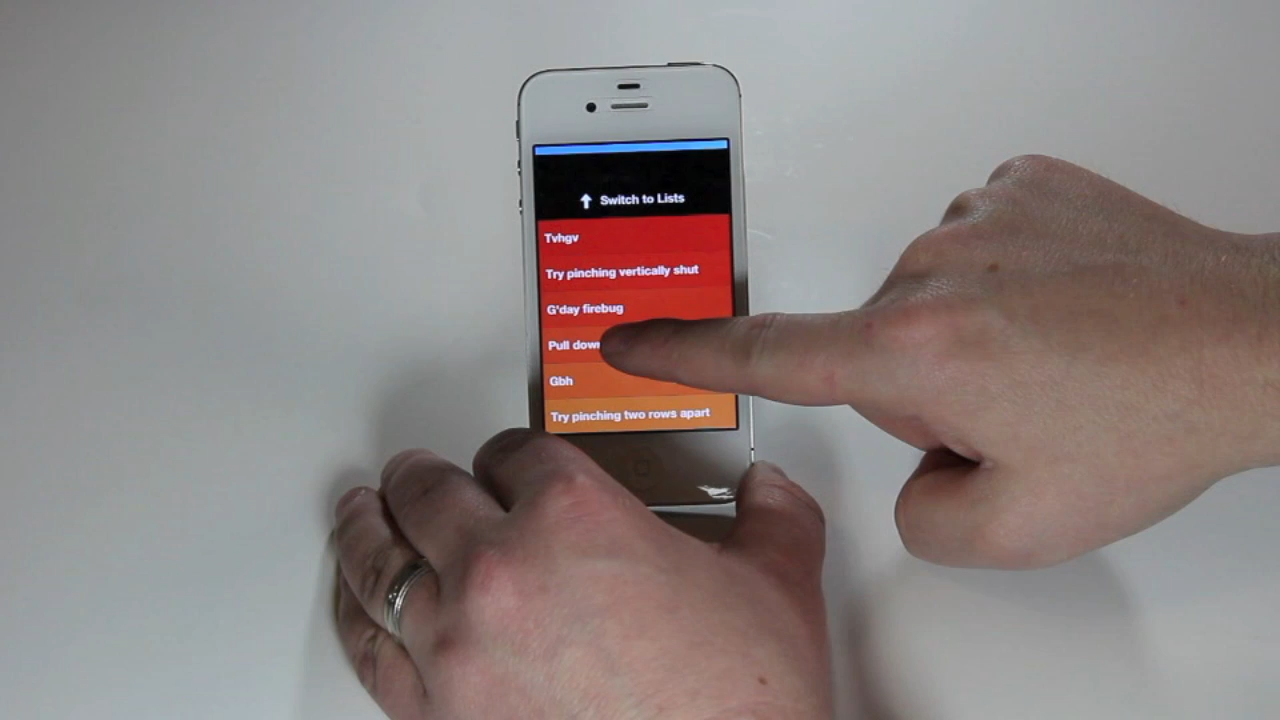 Switch to Lists
Tvhgv
Try pinching vertically shut
G'day firebug
Pull down
Gbh
Try pinching two rows apart